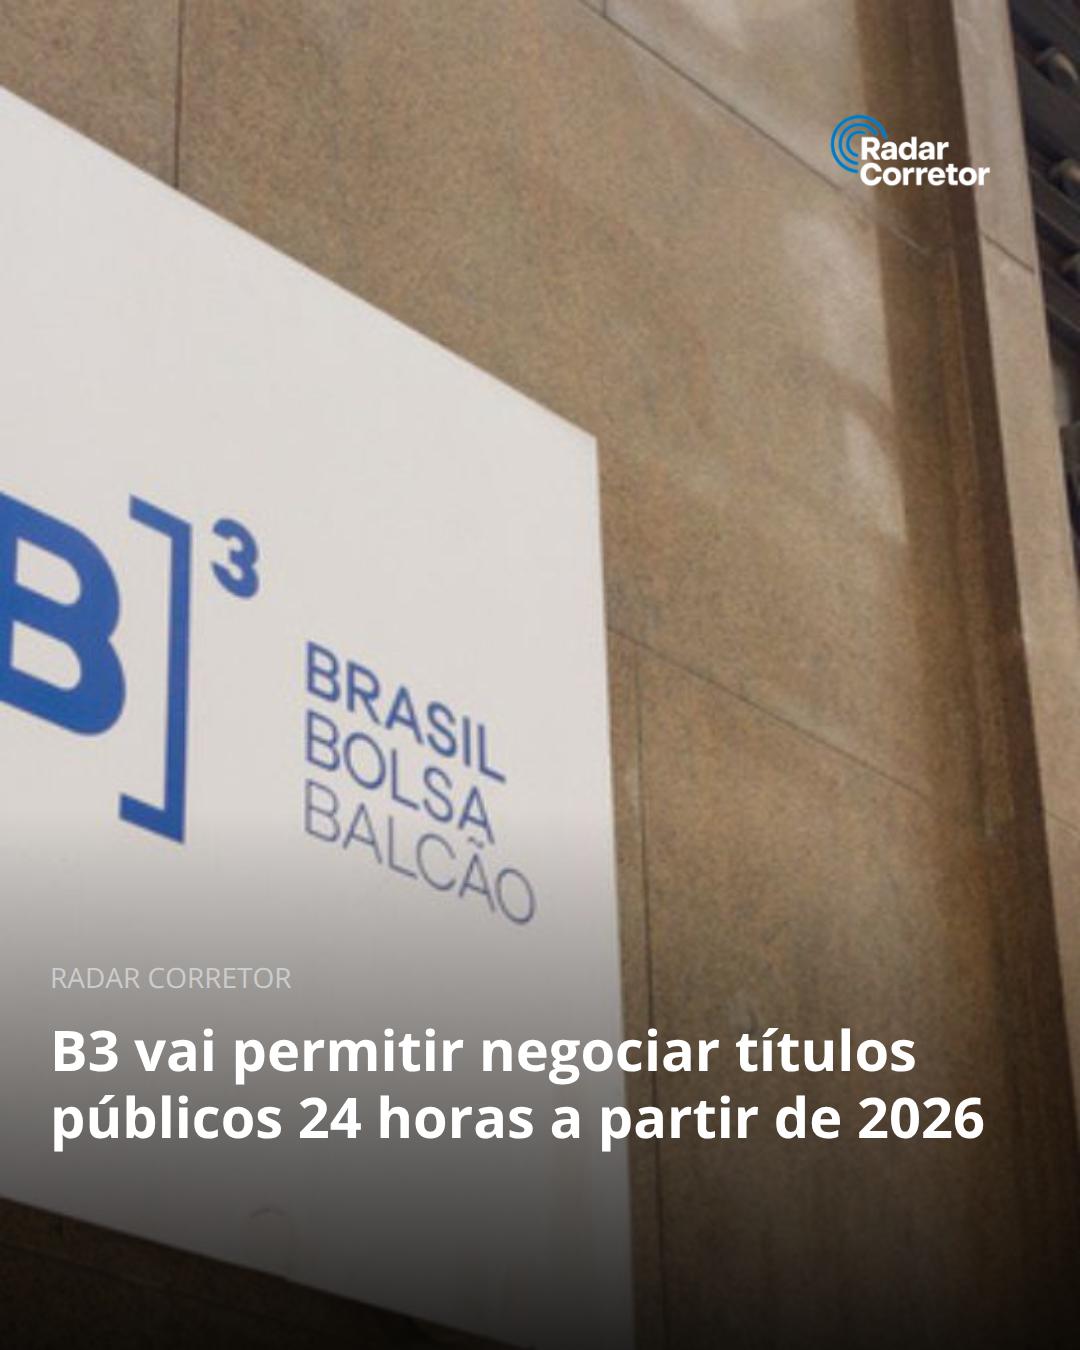 Radar
Corretor
B]³
BRASIL
BOLSA
BALCÃO
RADAR CORRETOR
B3 vai permitir negociar títulos
públicos 24 horas a partir de 2026